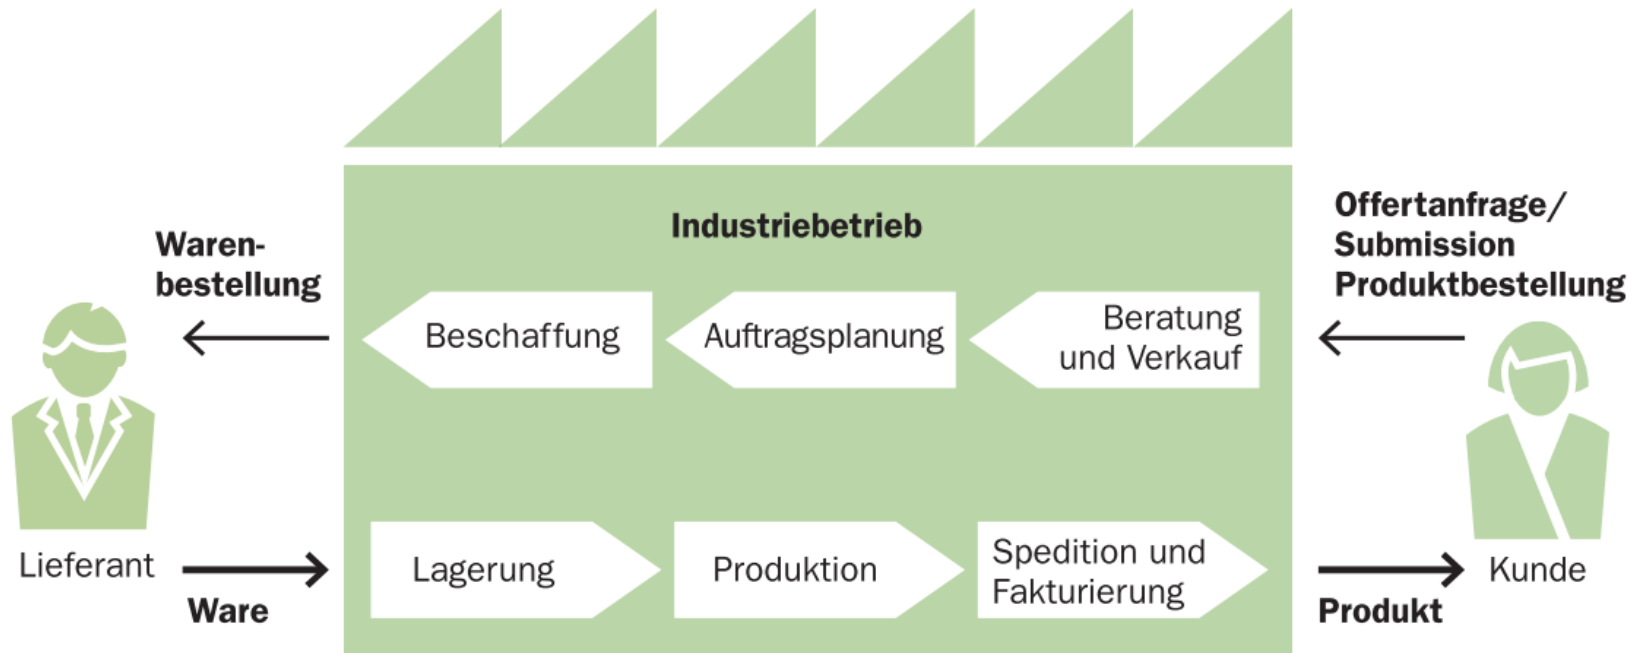 Industriebetrieb
Waren-
bestellung
Offertanfrage/
Submission
Produktbestellung
Beschaffung
Auftragsplanung
Beratung
und Verkauf
Lieferant
Ware
Lagerung
Produktion
Spedition und
Fakturierung
Produkt
Kunde